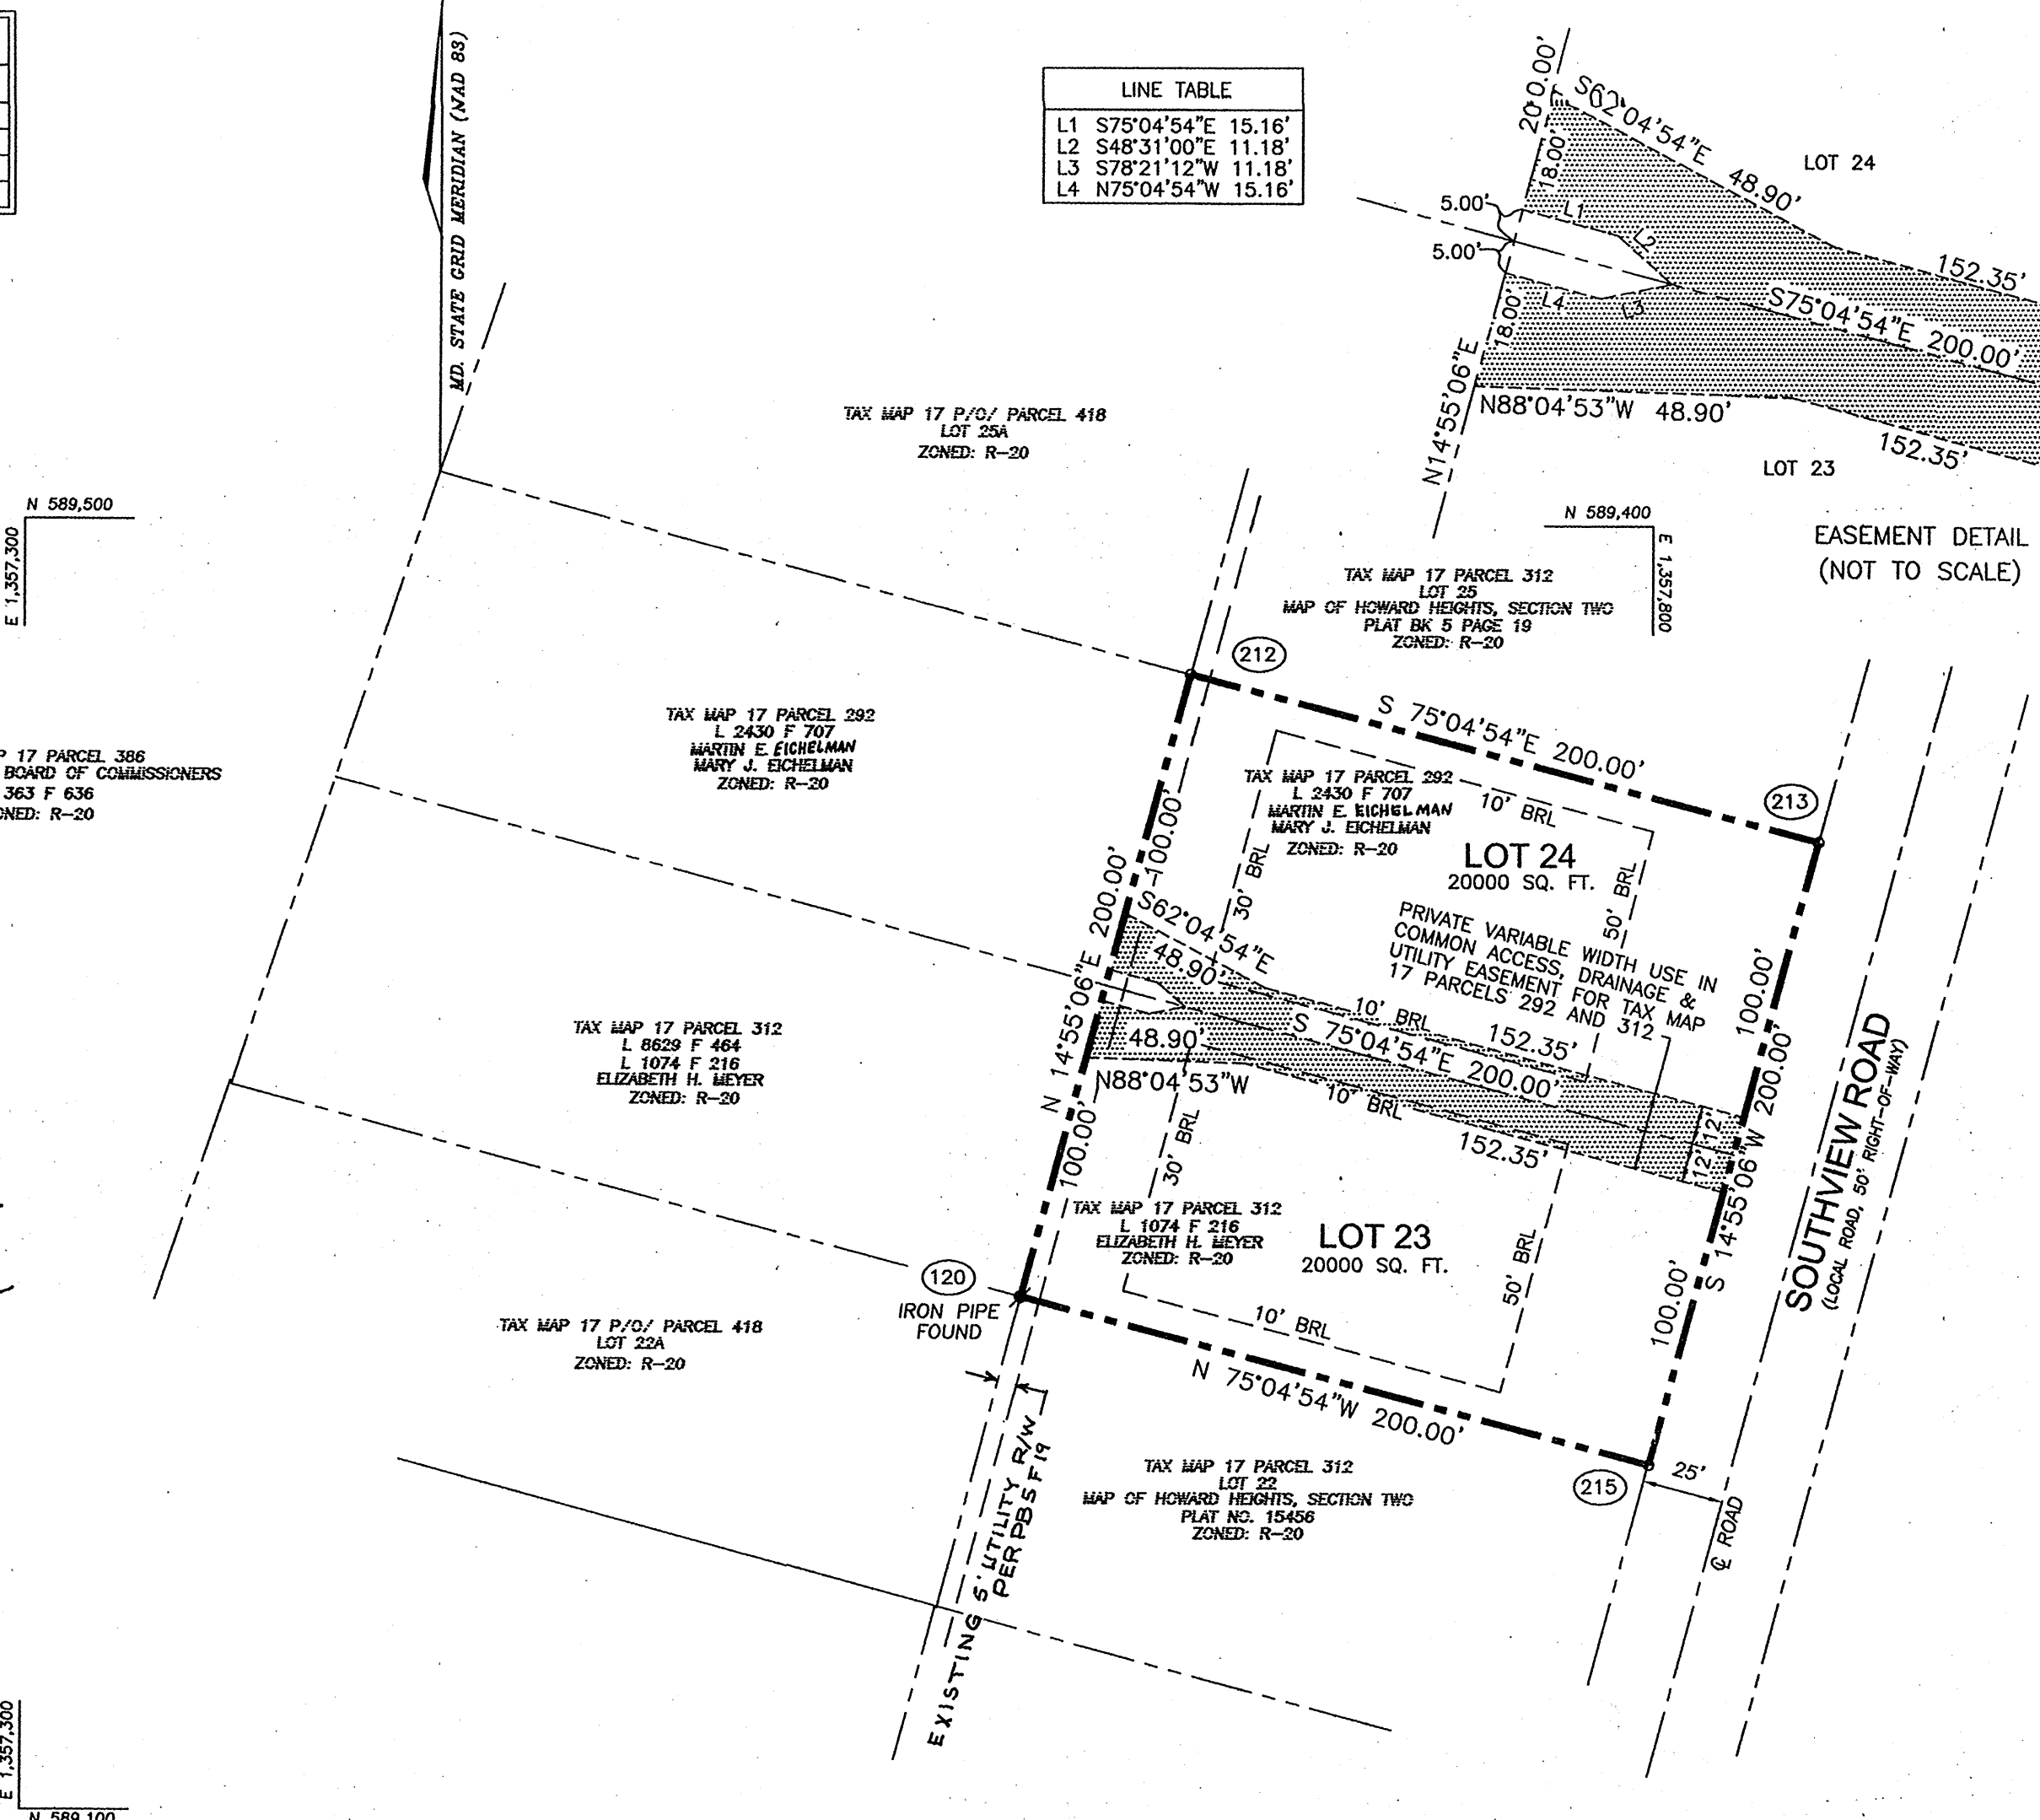 MD. STATE GRID MERIDIAN (NAD 83)
LINE TABLE
L1 S75°04'54"E 15.16'
L2 S48°31'00"E 11.18'
L3 S78°21'12"W 11.18'
L4 N75°04'54"W 15.16'
200.00'
S62°04'54"E 48.90'
LOT 24
18.00'
5.00'
L1
L2
5.00'
152.35'
S75°04'54"E 200.00'
L4
L3
18.00'
N14°55'06"E
N88°04'53"W 48.90'
152.35'
LOT 23
EASEMENT DETAIL
(NOT TO SCALE)
N 589,500
E 1,357,300
N 589,400
E 1,357,800
TAX MAP 17 P/O/ PARCEL 418
LOT 25A
ZONED: R-20
TAX MAP 17 PARCEL 312
LOT 25
MAP OF HOWARD HEIGHTS, SECTION TWO
PLAT BK 5 PAGE 19
ZONED: R-20
212
S 75°04'54"E 200.00'
213
P 17 PARCEL 386
BOARD OF COMMISSIONERS
363 F 636
ONED: R-20
TAX MAP 17 PARCEL 292
L 2430 F 707
MARTIN E. EICHELMAN
MARY J. EICHELMAN
ZONED: R-20
TAX MAP 17 PARCEL 292
L 2430 F 707
MARTIN E. EICHELMAN
MARY J. EICHELMAN
ZONED: R-20
10' BRL
LOT 24
20000 SQ. FT.
30' BRL
50' BRL
100.00'
N 14°55'06"E 200.00'
S62°04'54"E
48.90'
PRIVATE VARIABLE WIDTH USE IN
COMMON ACCESS, DRAINAGE &
UTILITY EASEMENT FOR TAX MAP
17 PARCELS 292 AND 312
100.00'
10' BRL
152.35'
S 75°04'54"E 200.00'
48.90'
N88°04'53"W
10' BRL
152.35'
12'
12'
S 14°55'06"W 200.00'
SOUTHVIEW ROAD
(LOCAL ROAD, 50' RIGHT-OF-WAY)
TAX MAP 17 PARCEL 312
L 8629 F 464
L 1074 F 216
ELIZABETH H. MEYER
ZONED: R-20
100.00'
30' BRL
TAX MAP 17 PARCEL 312
L 1074 F 216
ELIZABETH H. MEYER
ZONED: R-20
LOT 23
20000 SQ. FT.
50' BRL
100.00'
10' BRL
120
IRON PIPE
FOUND
N 75°04'54"W 200.00'
215
25'
℄ ROAD
TAX MAP 17 P/O/ PARCEL 418
LOT 22A
ZONED: R-20
TAX MAP 17 PARCEL 312
LOT 22
MAP OF HOWARD HEIGHTS, SECTION TWO
PLAT NO. 15456
ZONED: R-20
EXISTING 5' UTILITY R/W
PER PB5 F19
E 1,357,300
N 589,100